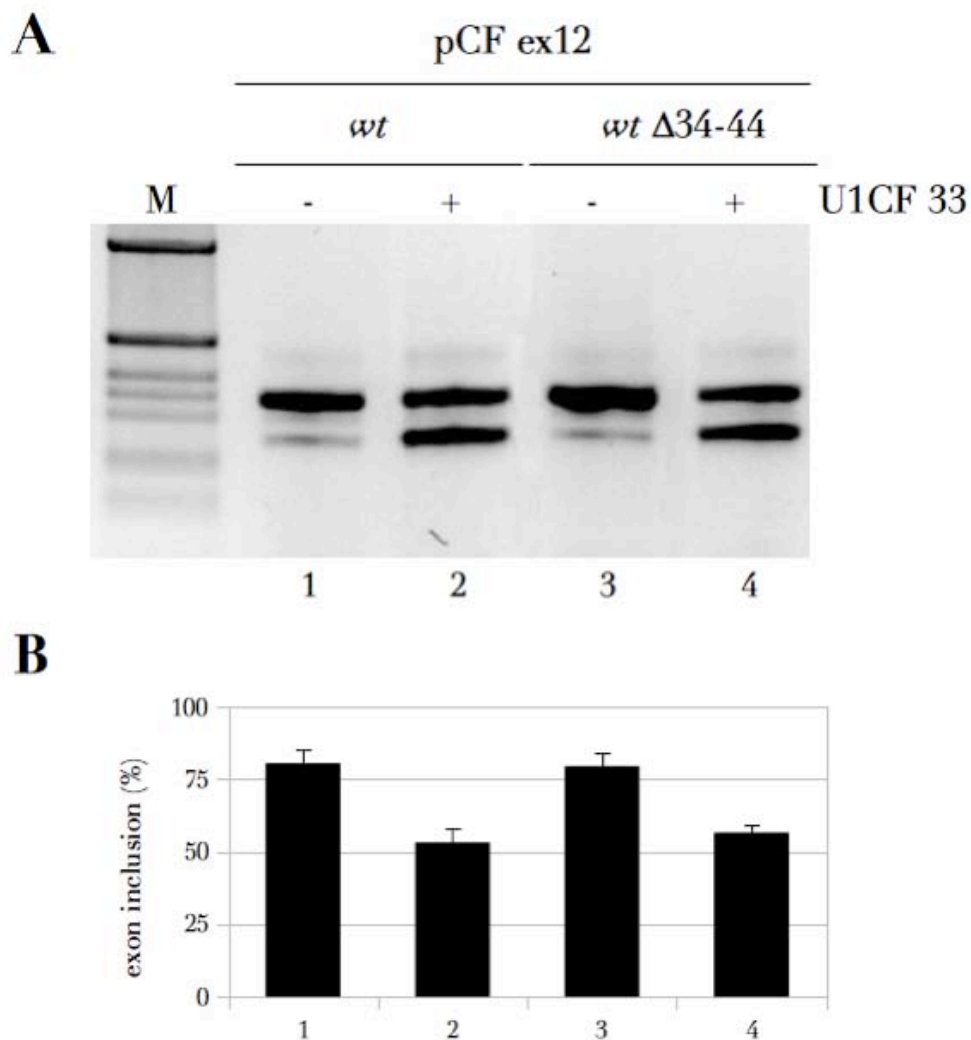 A
pCF ex12
wt wt Δ34-44
M - + - + U1CF 33
1 2 3 4
B
100
75
50
25
0
exon inclusion (%)
1 2 3 4